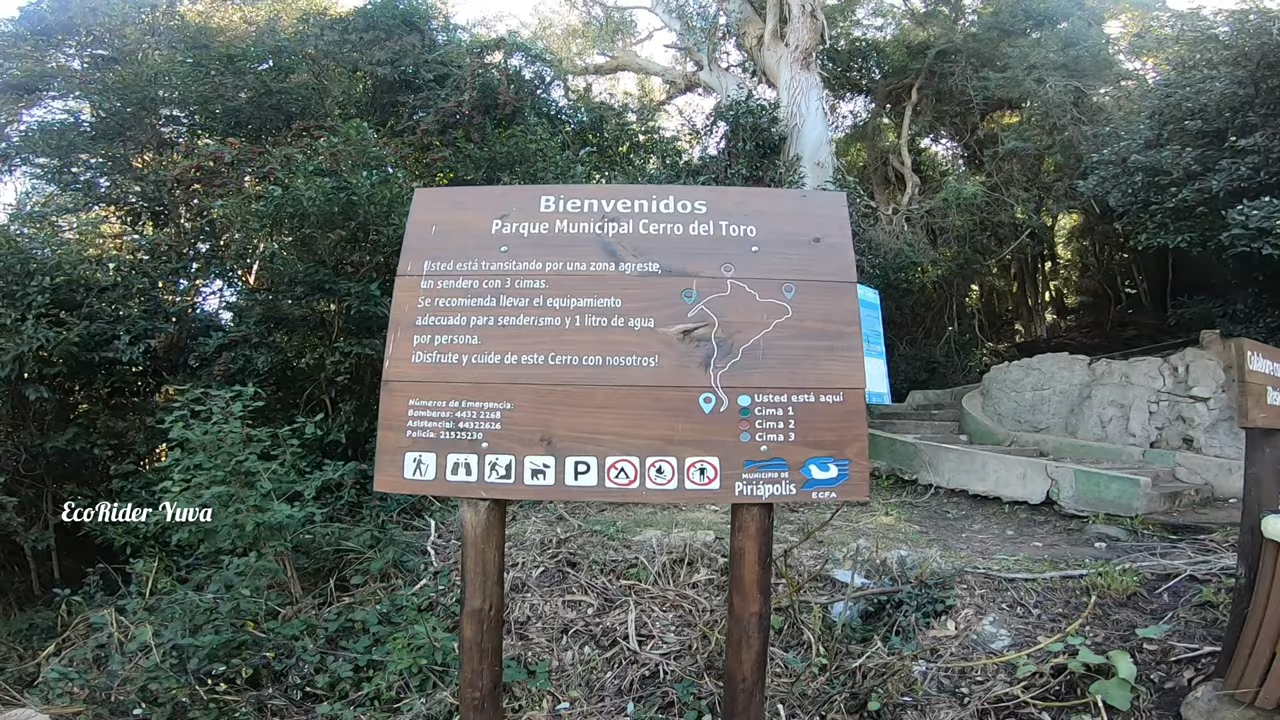 Bienvenidos
Parque Municipal Cerro del Toro
Usted está transitando por una zona agreste,
un sendero con 3 cimas.
Se recomienda llevar el equipamiento
adecuado para senderismo y 1 litro de agua
por persona.
¡Disfrute y cuide de este Cerro con nosotros!
Números de Emergencia:
Bomberos: 4432 2268
Asistencial: 44322626
Policía: 21525230
Usted está aquí
Cima 1
Cima 2
Cima 3
P
MUNICIPIO DE
Piriápolis
ECFA
Colabore
EcoRider Yuva